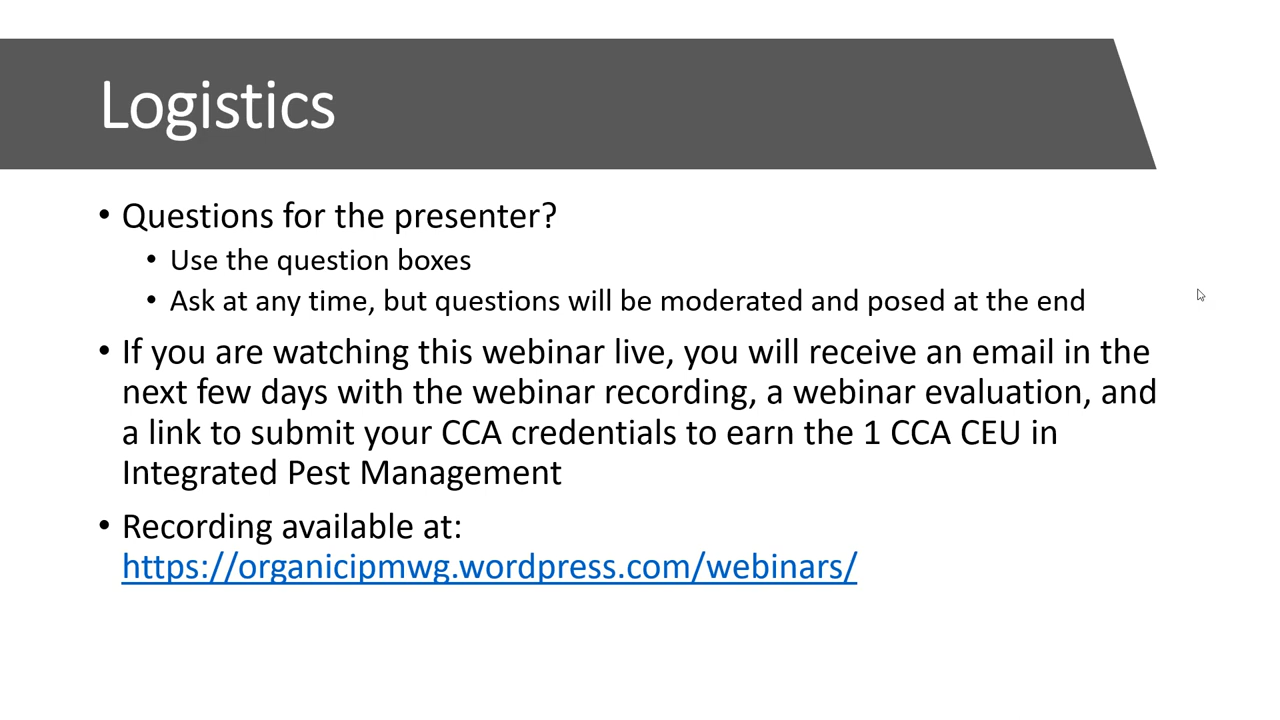 Logistics
• Questions for the presenter?
• Use the question boxes
• Ask at any time, but questions will be moderated and posed at the end
• If you are watching this webinar live, you will receive an email in the
next few days with the webinar recording, a webinar evaluation, and
a link to submit your CCA credentials to earn the 1 CCA CEU in
Integrated Pest Management
• Recording available at:
https://organicipmwg.wordpress.com/webinars/